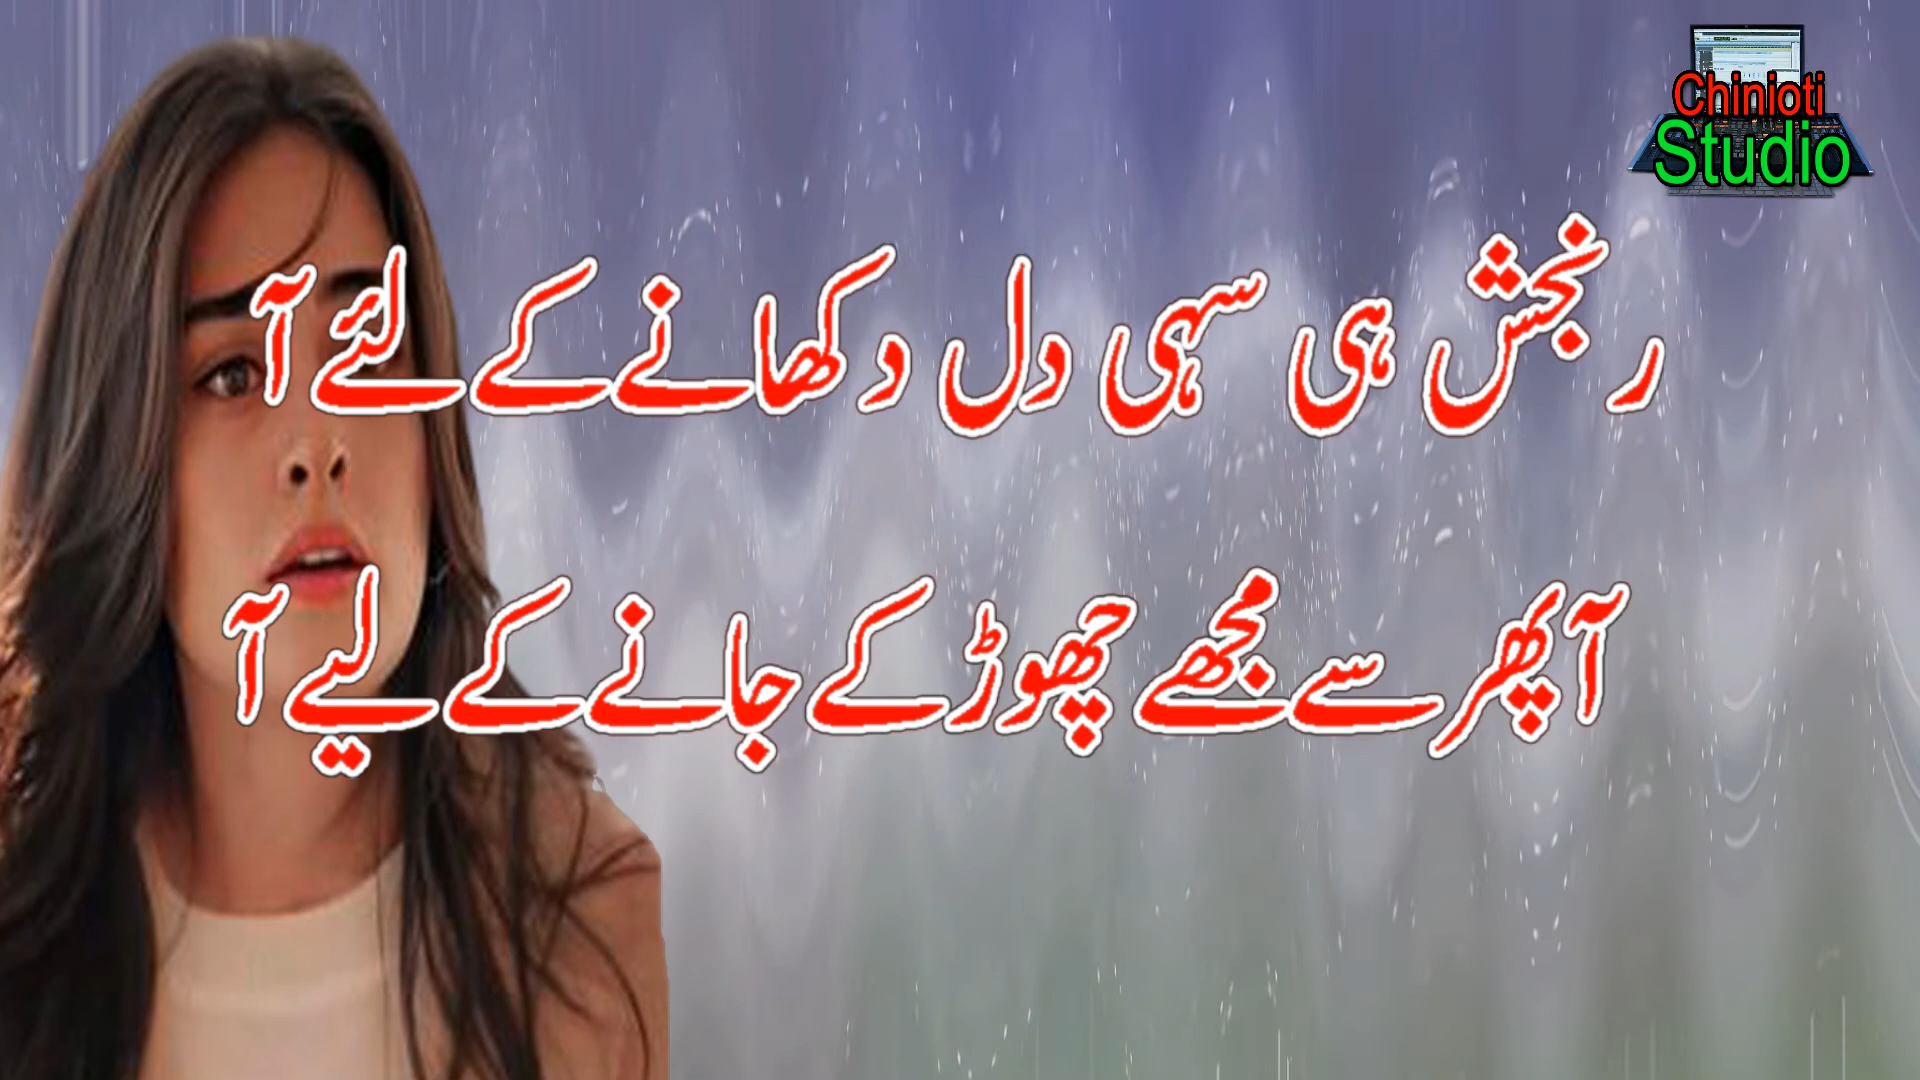 Chinioti
Studio
رنجش ہی سہی دل دکھانے کے لئے آ
آ پھر سے مجھے چھوڑ کے جانے کے لیے آ